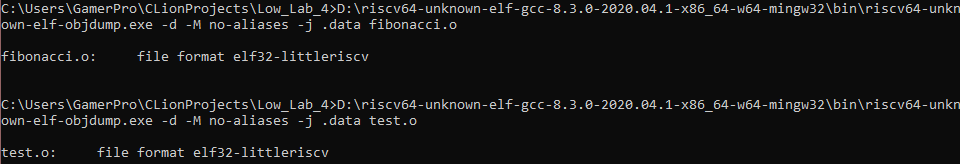 C:\Users\GamerPro\CLionProjects\Low_Lab_4>D:\riscv64-unknown-elf-gcc-8.3.0-2020.04.1-x86_64-w64-mingw32\bin\riscv64-unkn
own-elf-objdump.exe -d -M no-aliases -j .data fibonacci.o
fibonacci.o:     file format elf32-littleriscv
C:\Users\GamerPro\CLionProjects\Low_Lab_4>D:\riscv64-unknown-elf-gcc-8.3.0-2020.04.1-x86_64-w64-mingw32\bin\riscv64-unkn
own-elf-objdump.exe -d -M no-aliases -j .data test.o
test.o:     file format elf32-littleriscv